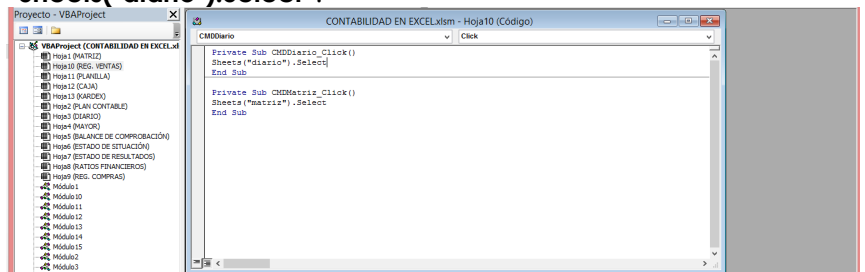 sheets("diario").select".
Proyecto - VBAProject
VBAProject (CONTABILIDAD EN EXCEL.xl
Hoja1 (MATRIZ)
Hoja10 (REG. VENTAS)
Hoja11 (PLANILLA)
Hoja12 (CAJA)
Hoja13 (KARDEX)
Hoja2 (PLAN CONTABLE)
Hoja3 (DIARIO)
Hoja4 (MAYOR)
Hoja5 (BALANCE DE COMPROBACIÓN)
Hoja6 (ESTADO DE SITUACIÓN)
Hoja7 (ESTADO DE RESULTADOS)
Hoja8 (RATIOS FINANCIEROS)
Hoja9 (REG. COMPRAS)
Módulo1
Módulo10
Módulo11
Módulo12
Módulo13
Módulo14
Módulo15
Módulo2
Módulo3
CONTABILIDAD EN EXCEL.xlsm - Hoja10 (Código)
CMDDiario
Click
Private Sub CMDDiario_Click()
Sheets("diario").Select
End Sub
Private Sub CMDMatriz_Click()
Sheets("matriz").Select
End Sub